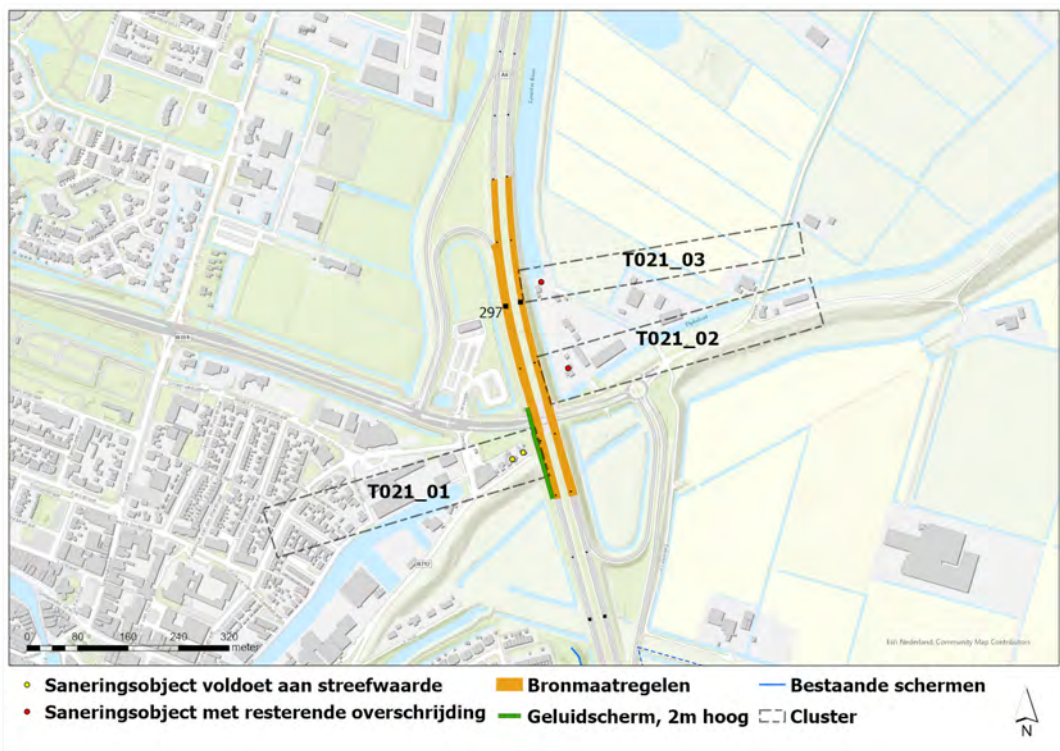 A6
T021_03
297
T021_02
T021_01
0 80 160 240 320
meter
Esri Nederland, Community Map Contributors
Saneringsobject voldoet aan streefwaarde
Bronmaatregelen
Bestaande schermen
Saneringsobject met resterende overschrijding
Geluidscherm, 2m hoog
Cluster
N